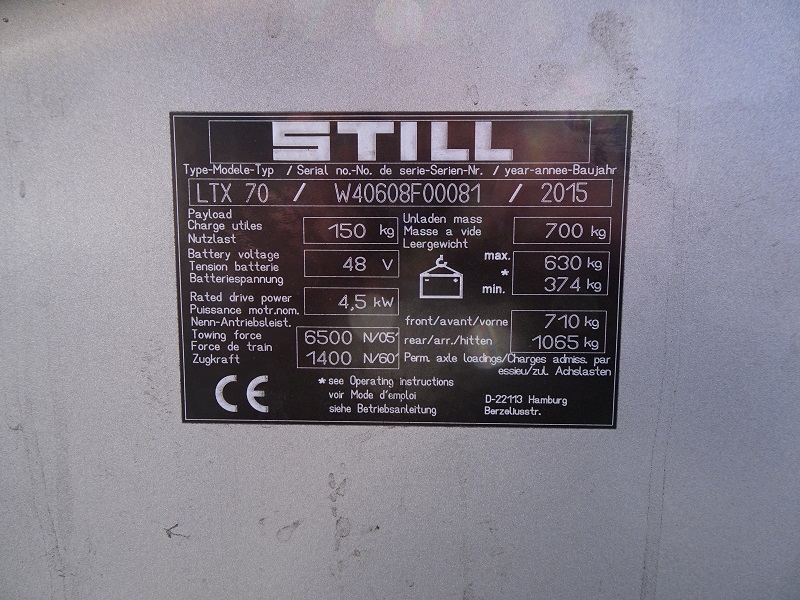 STILL
Type-Modele-Typ / Serial no.-No. de serie-Serien-Nr. / year-annee-Baujahr
LTX 70 / W40608F00081 / 2015
Payload
Charge utiles
Nutzlast
150 kg
Unladen mass
Masse a vide
Leergewicht
700 kg
Battery voltage
Tension batterie
Batteriespannung
48 V
max. 630 kg
*
min. 374 kg
Rated drive power
Puissance motr.nom.
Nenn-Antriebsleist.
4,5 kW
front/avant/vorne 710 kg
Towing force
Force de train
Zugkraft
6500 N/05'
1400 N/60'
rear/arr./hitten 1065 kg
Perm. axle loadings/Charges admiss. par
essieu/zul. Achslasten
CE
* see Operating instructions
voir Mode d'emploi
siehe Betriebsanleitung
D-22113 Hamburg
Berzeliusstr.